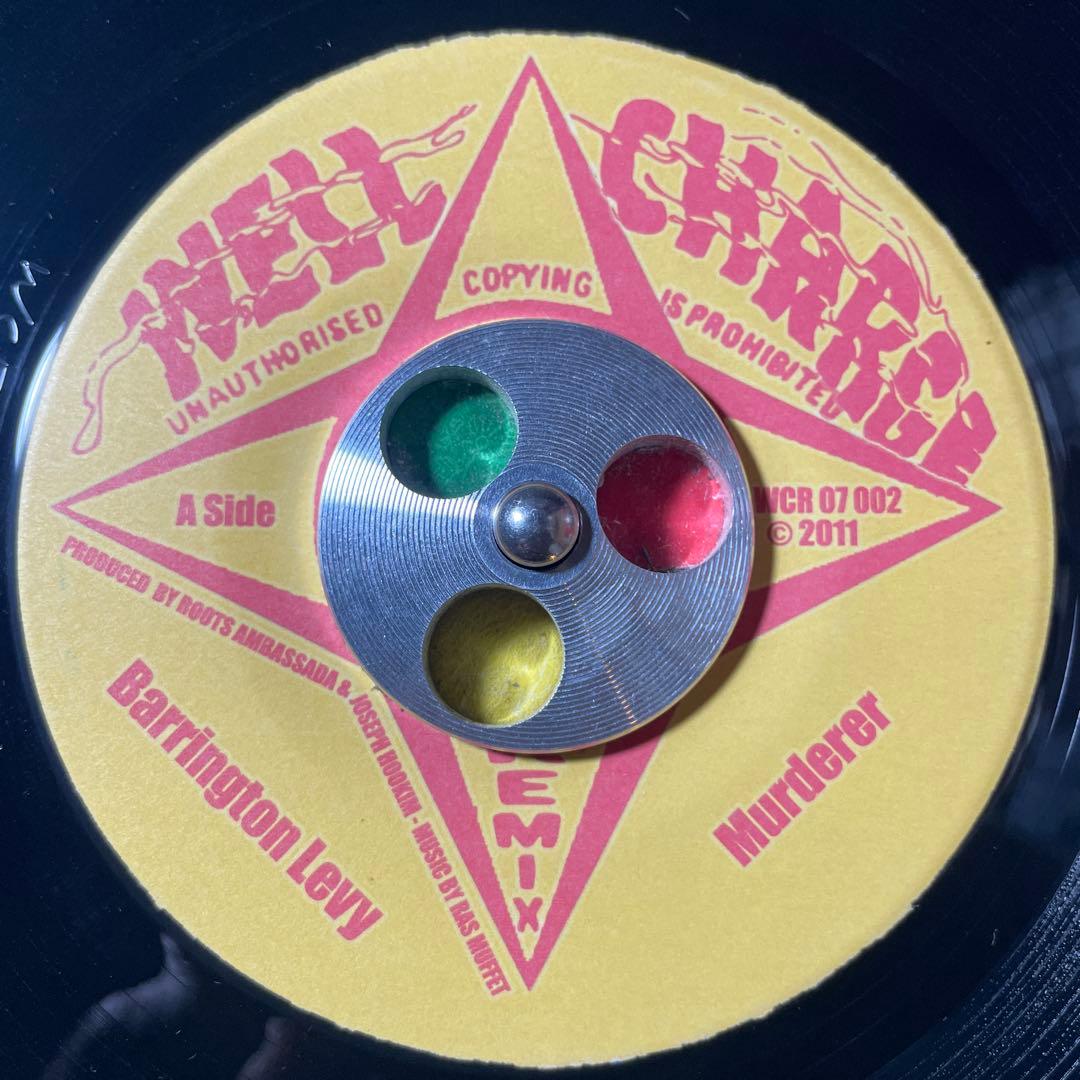 WELL CHARGE
UNAUTHORISED COPYING IS PROHIBITED
A Side
WCR 07 002
© 2011
PRODUCED BY ROOTS AMBASSADA & JOSEPH ROOKIN - MUSIC BY RAS MUFFET
Barrington Levy
Murderer
REMIX